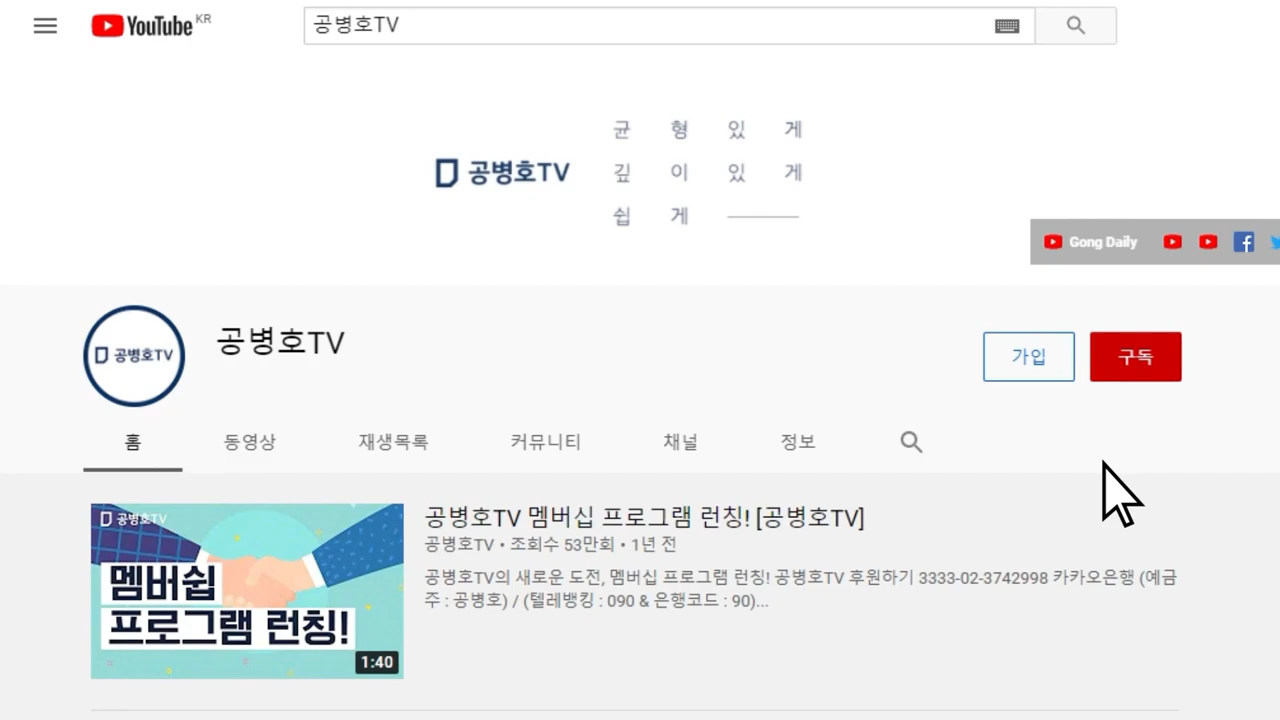 YouTube KR
공병호TV
균 형 있 게
공병호TV
깊 이 있 게
쉽 게
Gong Daily
공병호TV
공병호TV
가입
구독
홈
동영상
재생목록
커뮤니티
채널
정보
공병호TV
멤버쉽
프로그램 런칭!
1:40
공병호TV 멤버십 프로그램 런칭! [공병호TV]
공병호TV • 조회수 53만회 • 1년 전
공병호TV의 새로운 도전, 멤버십 프로그램 런칭! 공병호TV 후원하기 3333-02-3742998 카카오은행 (예금
주 : 공병호) / (텔레뱅킹 : 090 & 은행코드 : 90)...